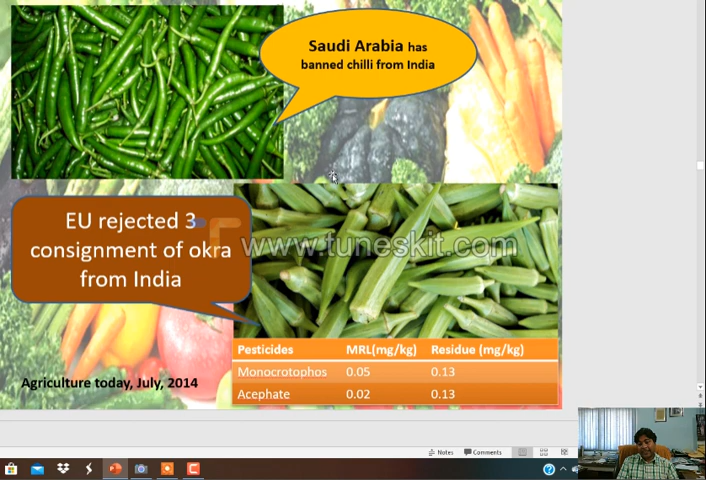 Saudi Arabia has
banned chilli from India
EU rejected 3
consignment of okra
from India
www.tuneskit.com
Pesticides MRL(mg/kg) Residue (mg/kg)
Monocrotophos 0.05 0.13
Acephate 0.02 0.13
Agriculture today, July, 2014
Notes Comments